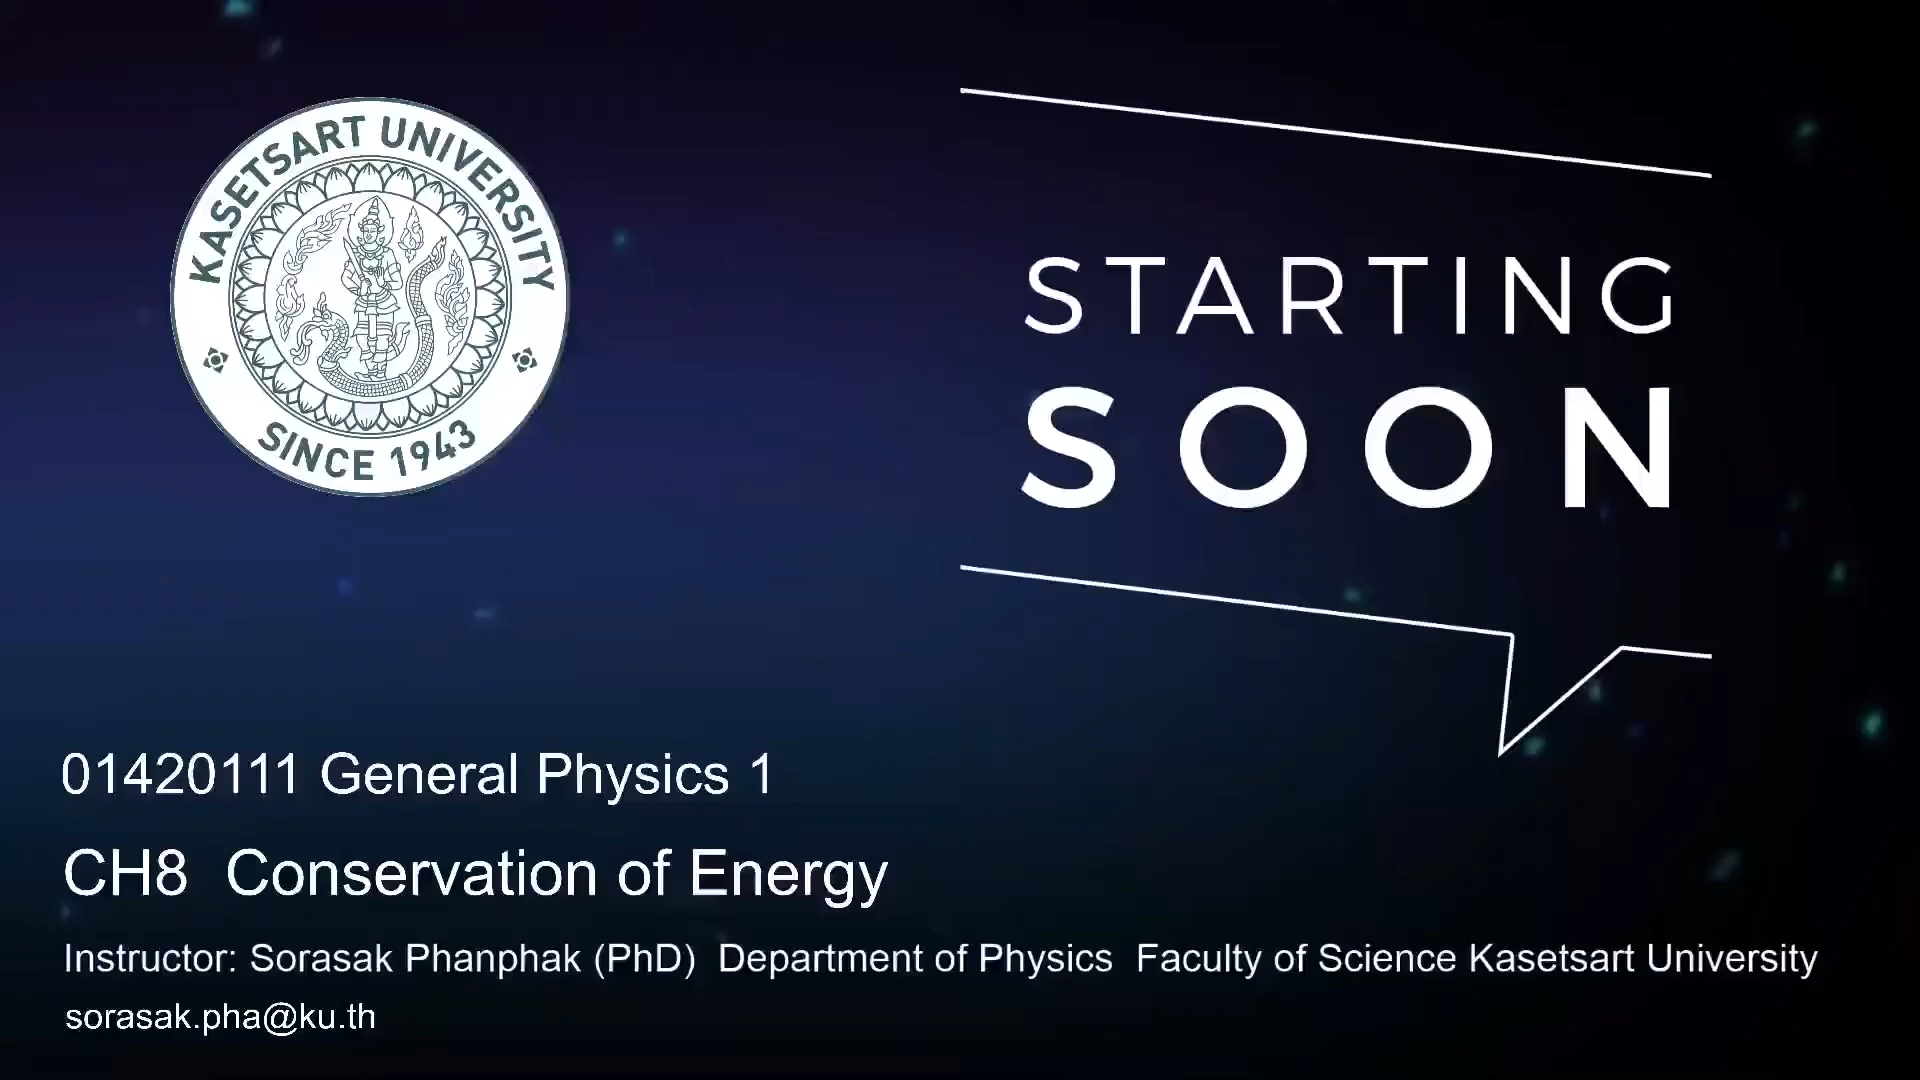 KASETSART UNIVERSITY
SINCE 1943
STARTING
SOON
01420111 General Physics 1
CH8  Conservation of Energy
Instructor: Sorasak Phanphak (PhD)  Department of Physics  Faculty of Science Kasetsart University
sorasak.pha@ku.th